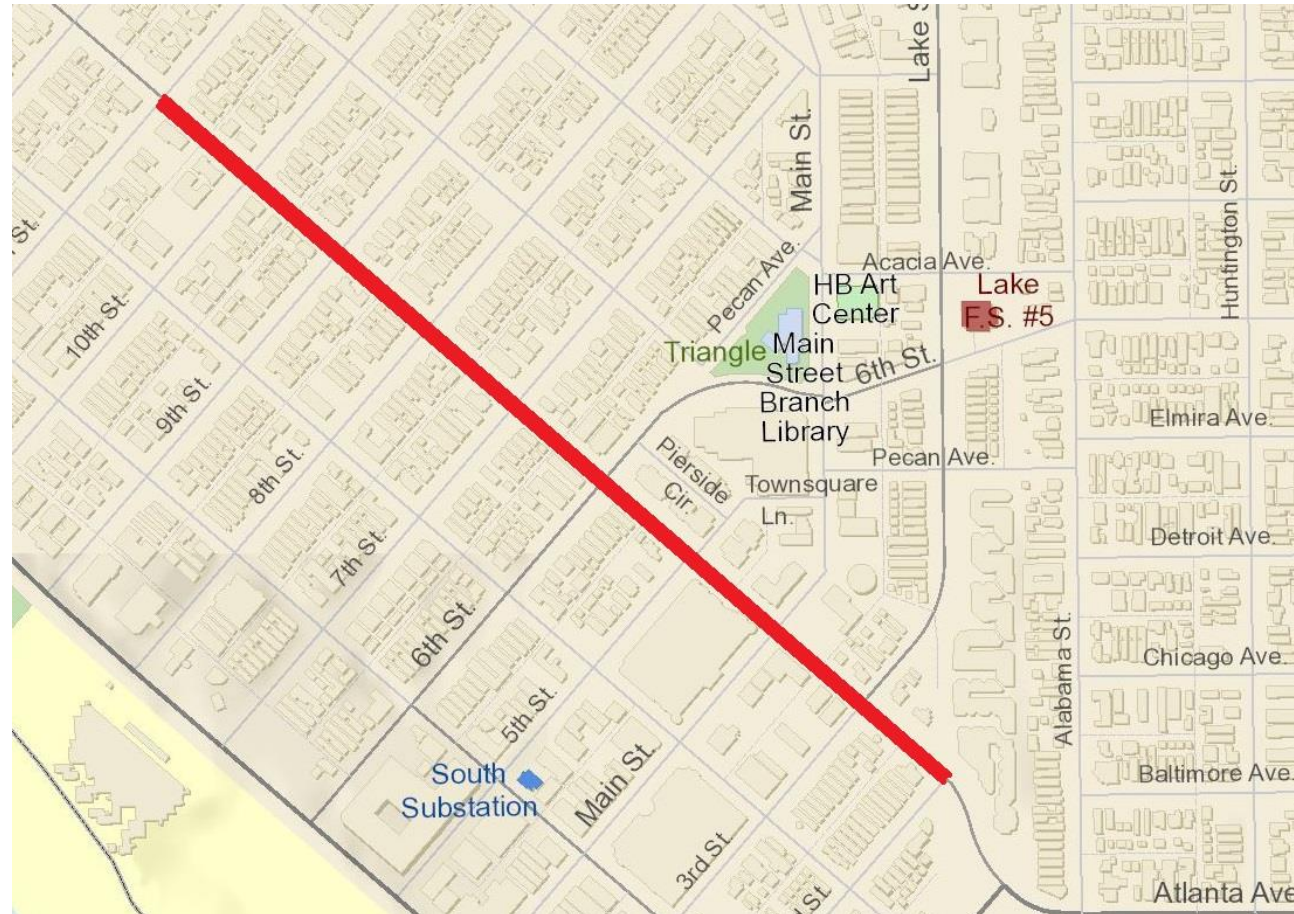 Lake S
Main St.
Huntington St.
Pecan Ave.
Acacia Ave.
HB Art
Center
Lake
F.S. #5
Triangle
Main
Street
Branch
Library
6th St.
10th St.
9th St.
8th St.
7th St.
6th St.
5th St.
Main St.
3rd St.
St.
St.
Pierside
Cir.
Townsquare
Ln.
Pecan Ave.
Elmira Ave.
Detroit Ave.
Chicago Ave.
Baltimore Ave.
Atlanta Ave
Alabama St.
South
Substation